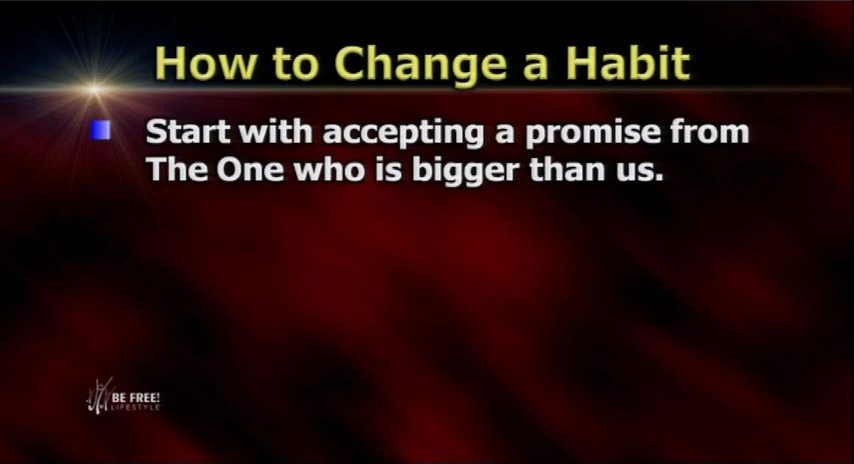 How to Change a Habit
Start with accepting a promise from
The One who is bigger than us.
BE FREE!
LIFESTYLE